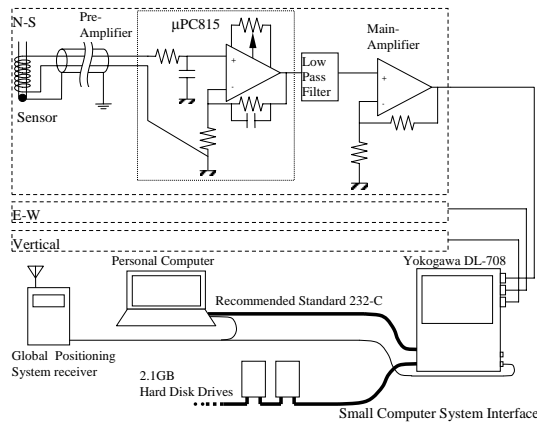 N-S
Pre-
Amplifier
µPC815
Main-
Amplifier
+
-
Low
Pass
Filter
+
-
Sensor
E-W
Vertical
Personal Computer
Yokogawa DL-708
Recommended Standard 232-C
Global Positioning
System receiver
2.1GB
Hard Disk Drives
Small Computer System Interface